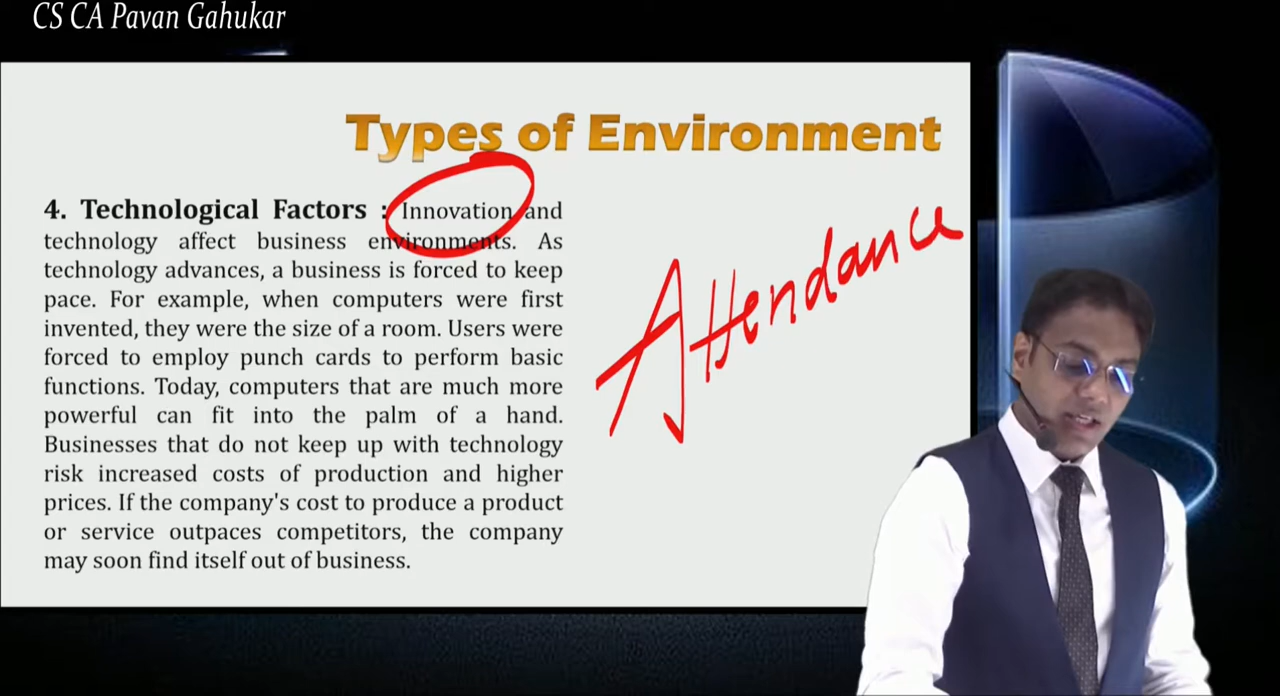 CS CA Pavan Gahukar
Types of Environment
4. Technological Factors : Innovation and
technology affect business environments. As
technology advances, a business is forced to keep
pace. For example, when computers were first
invented, they were the size of a room. Users were
forced to employ punch cards to perform basic
functions. Today, computers that are much more
powerful can fit into the palm of a hand.
Businesses that do not keep up with technology
risk increased costs of production and higher
prices. If the company's cost to produce a product
or service outpaces competitors, the company
may soon find itself out of business.
Attendance